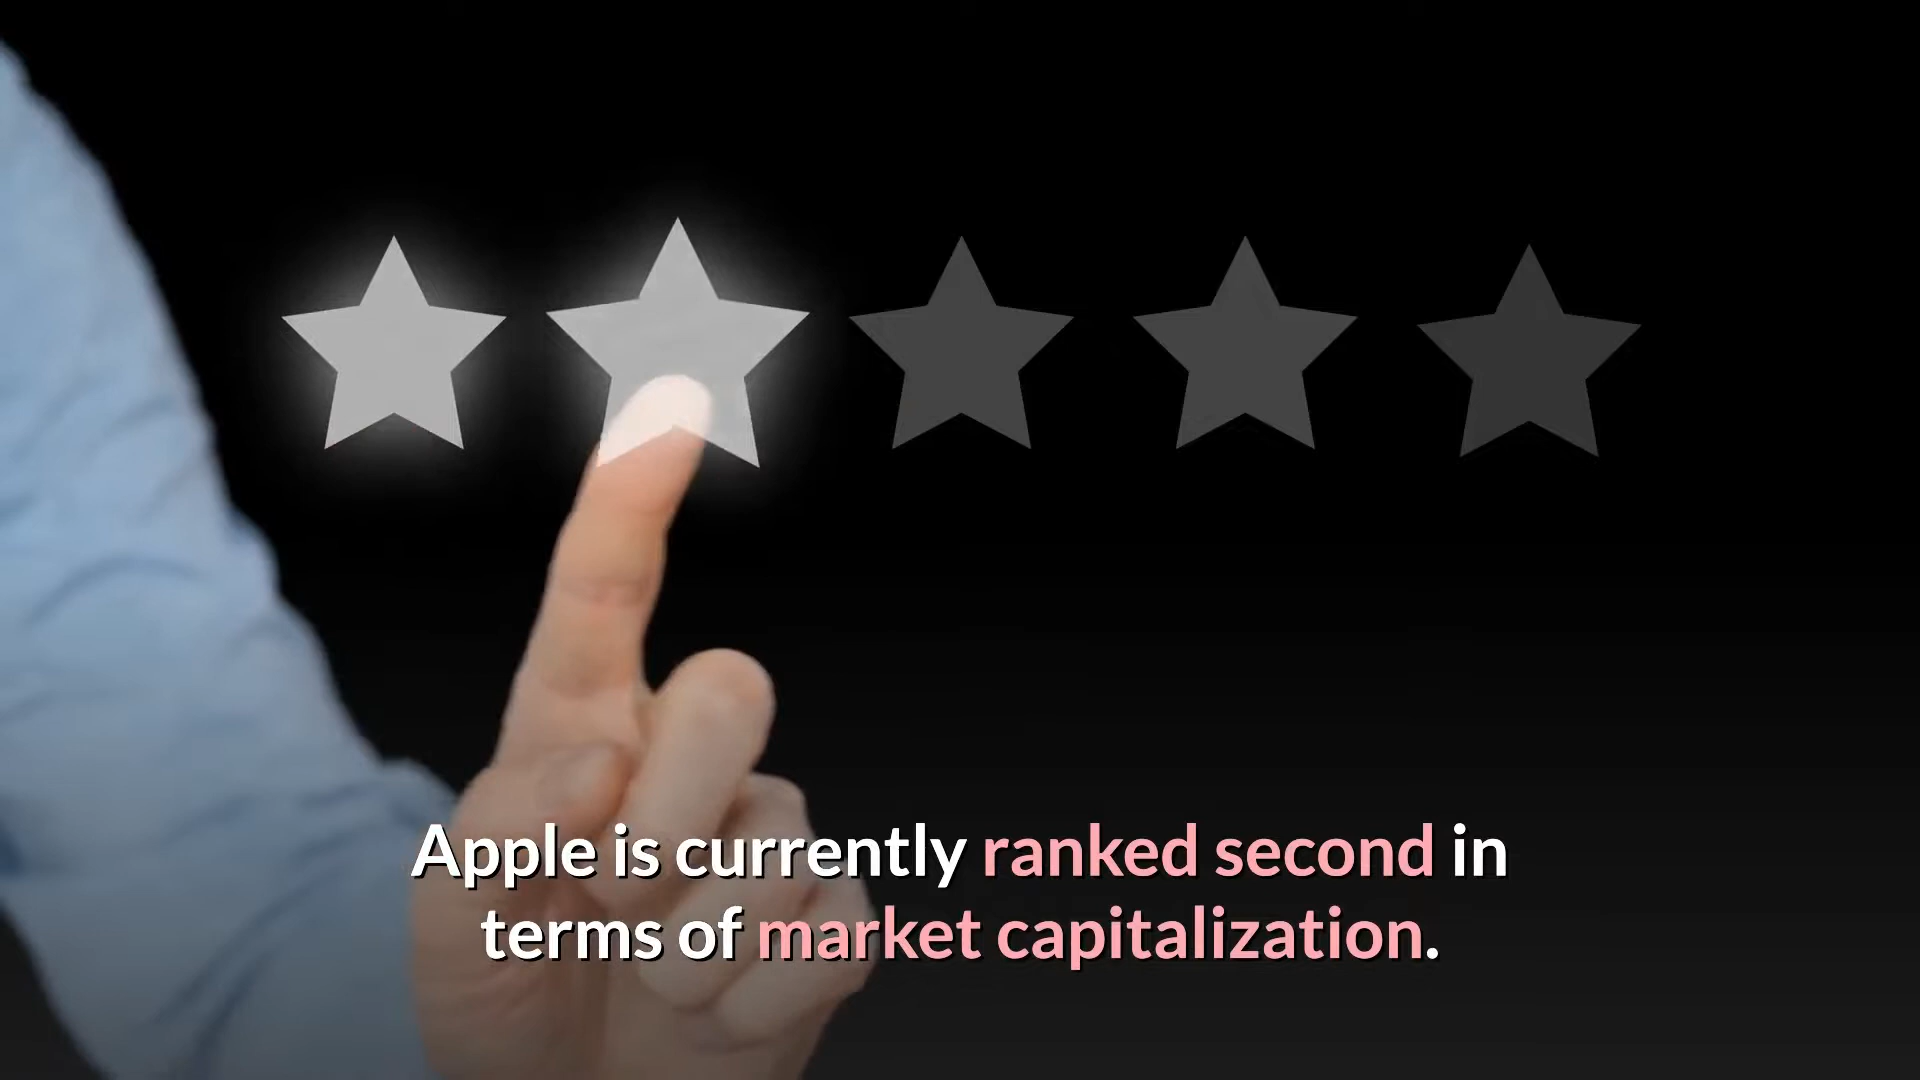 Apple is currently ranked second in
terms of market capitalization.